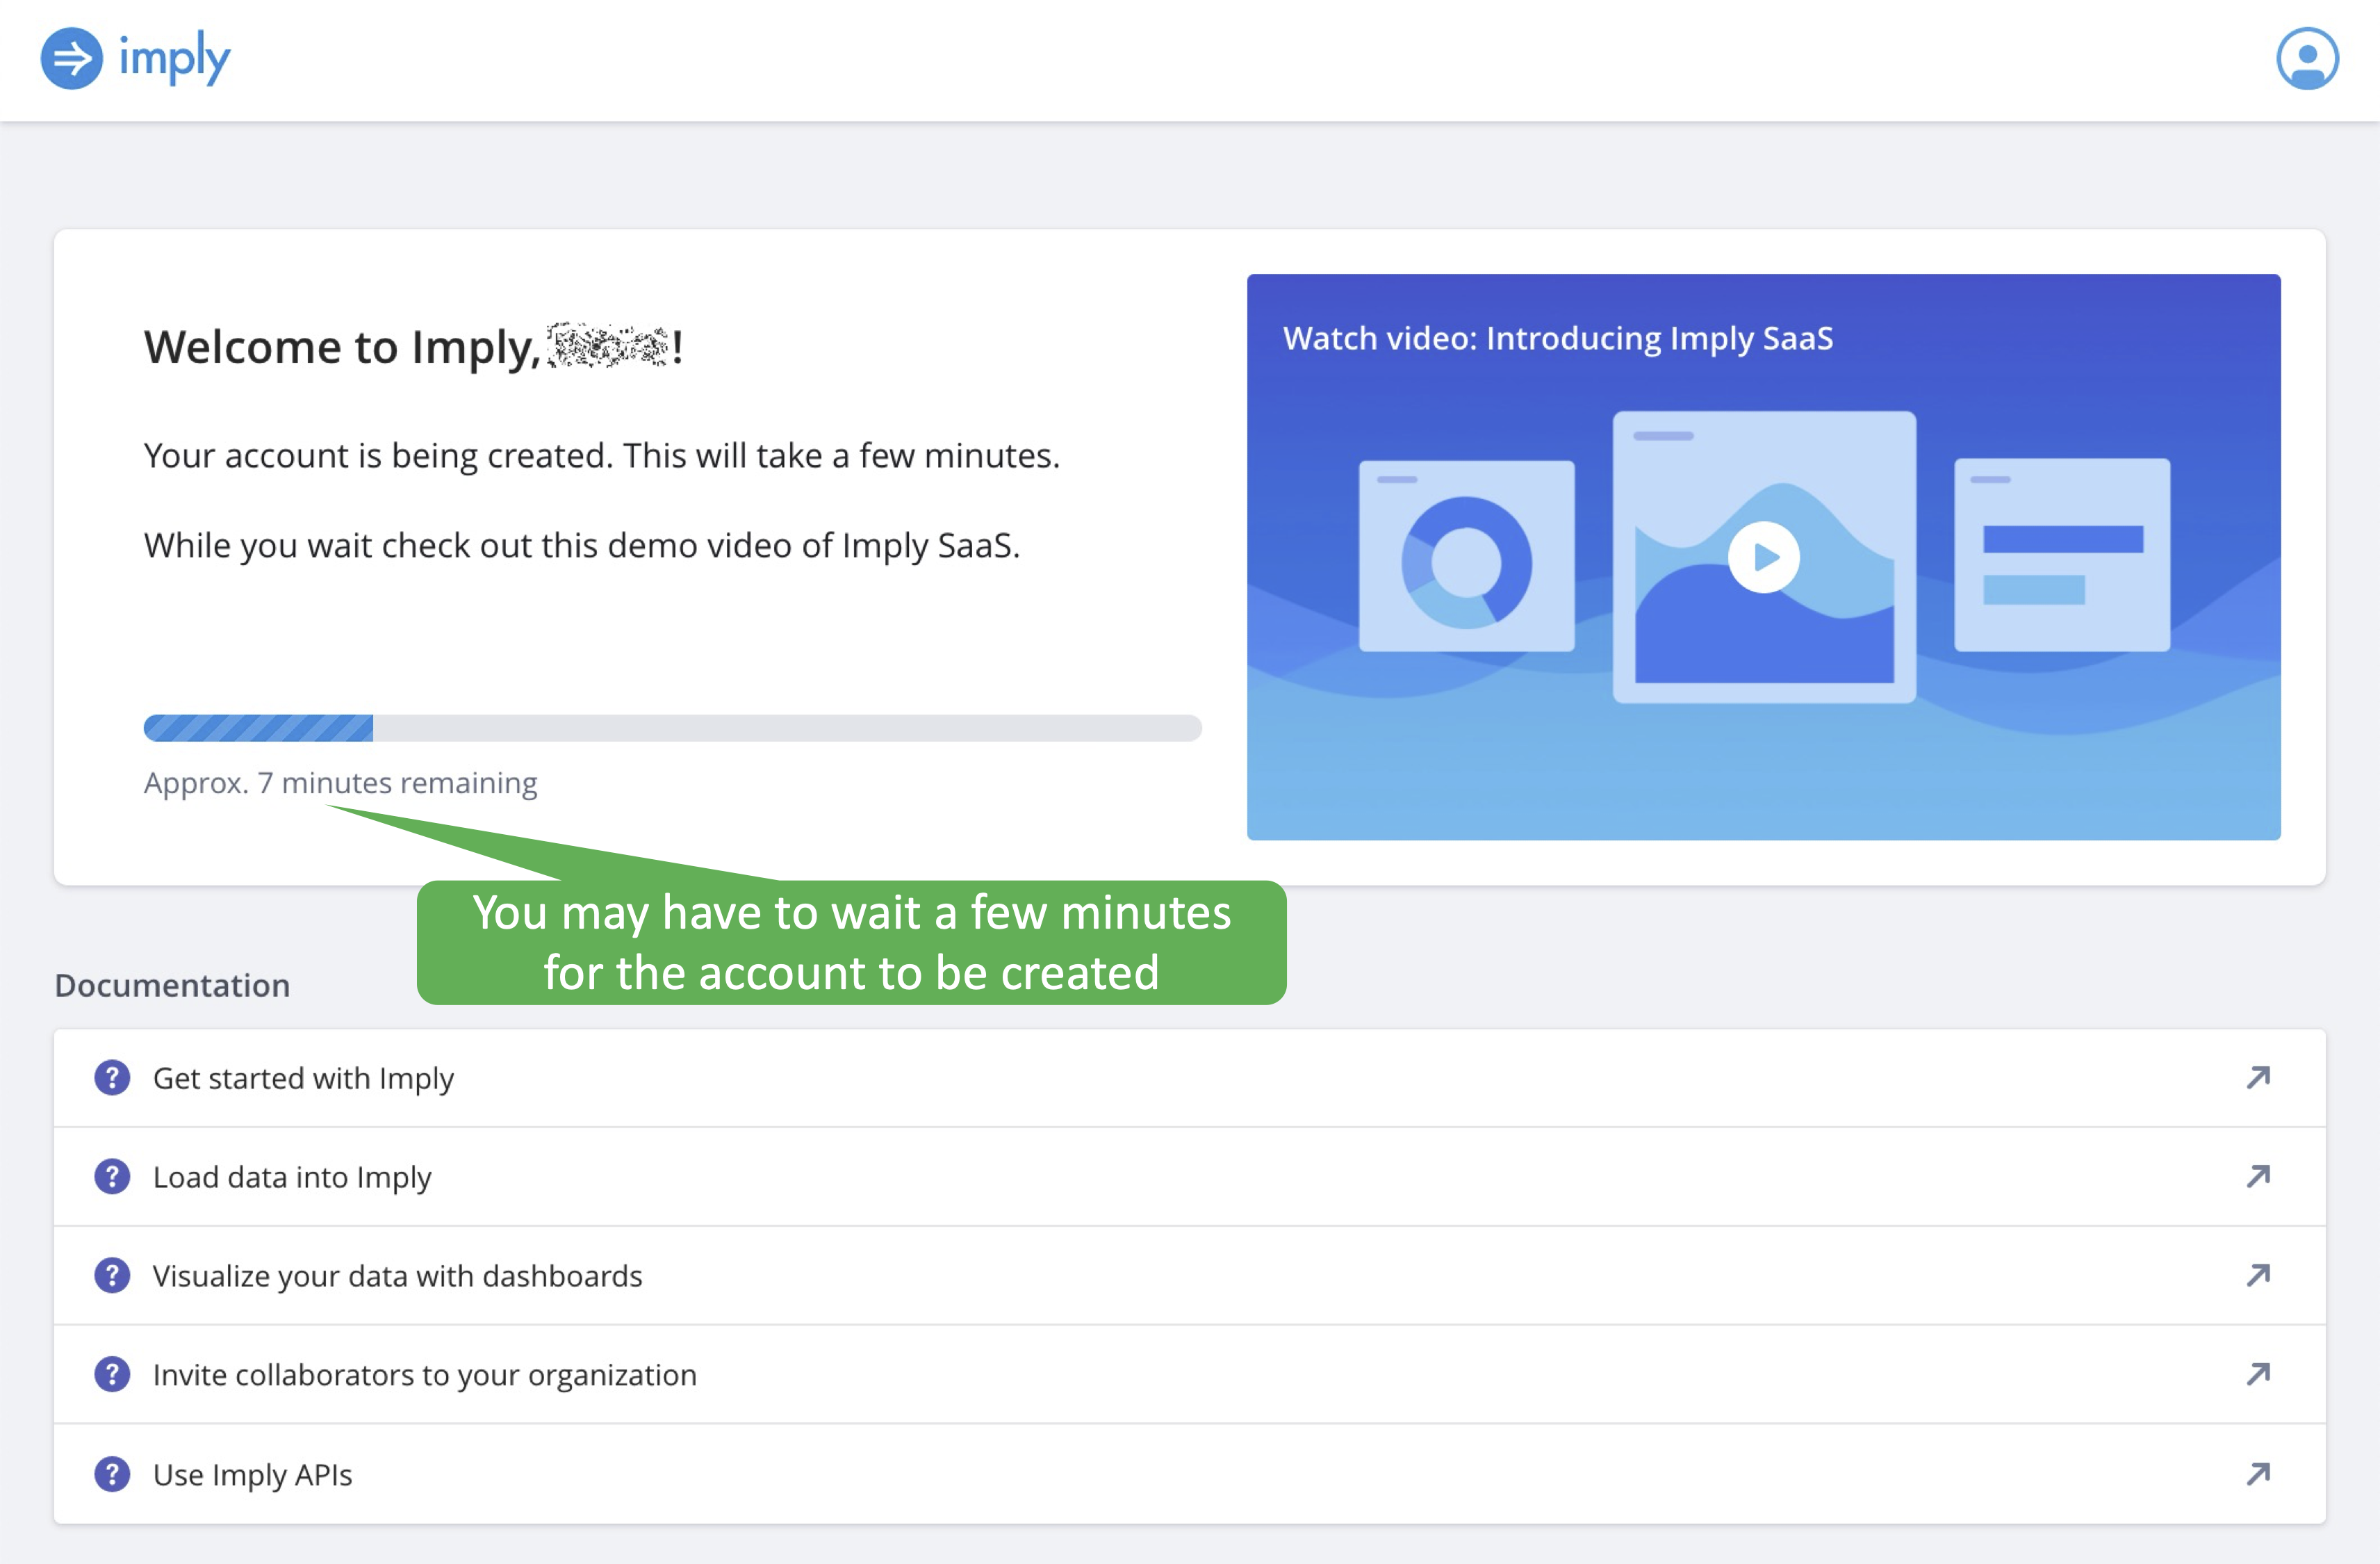 imply
Welcome to Imply, !
Your account is being created. This will take a few minutes.
While you wait check out this demo video of Imply SaaS.
Approx. 7 minutes remaining
Watch video: Introducing Imply SaaS
You may have to wait a few minutes
for the account to be created
Documentation
? Get started with Imply
? Load data into Imply
? Visualize your data with dashboards
? Invite collaborators to your organization
? Use Imply APIs